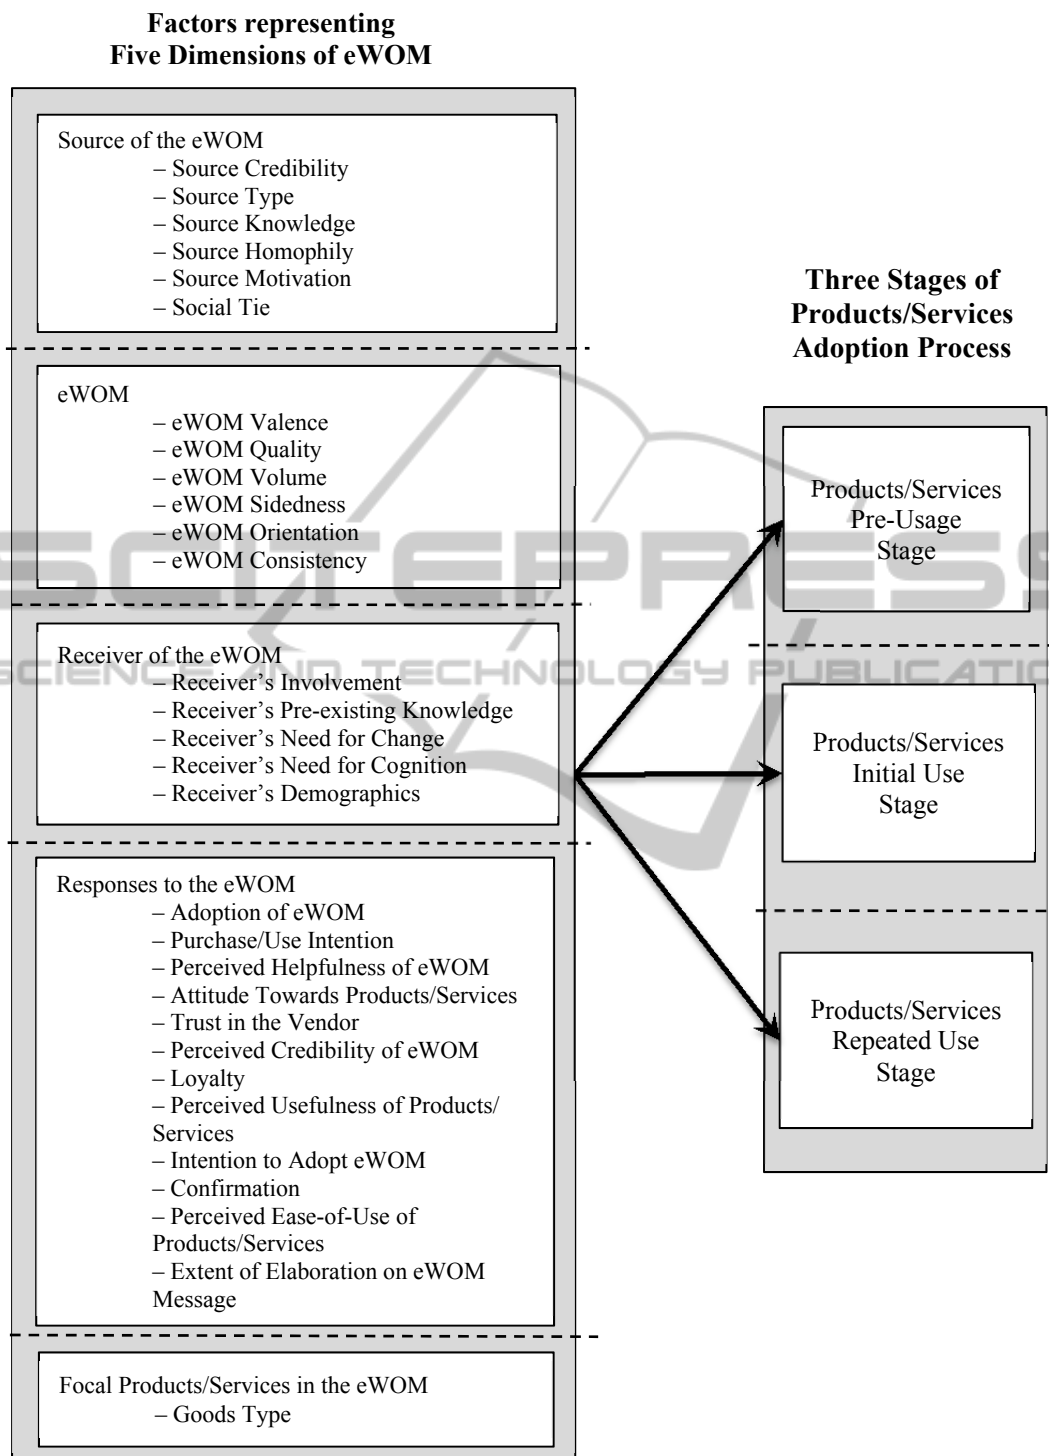 Factors representing
Five Dimensions of eWOM
Source of the eWOM
– Source Credibility
– Source Type
– Source Knowledge
– Source Homophily
– Source Motivation
– Social Tie
eWOM
– eWOM Valence
– eWOM Quality
– eWOM Volume
– eWOM Sidedness
– eWOM Orientation
– eWOM Consistency
Receiver of the eWOM
– Receiver's Involvement
– Receiver's Pre-existing Knowledge
– Receiver's Need for Change
– Receiver's Need for Cognition
– Receiver's Demographics
Responses to the eWOM
– Adoption of eWOM
– Purchase/Use Intention
– Perceived Helpfulness of eWOM
– Attitude Towards Products/Services
– Trust in the Vendor
– Perceived Credibility of eWOM
– Loyalty
– Perceived Usefulness of Products/
Services
– Intention to Adopt eWOM
– Confirmation
– Perceived Ease-of-Use of
Products/Services
– Extent of Elaboration on eWOM
Message
Focal Products/Services in the eWOM
– Goods Type
Three Stages of
Products/Services
Adoption Process
Products/Services
Pre-Usage
Stage
Products/Services
Initial Use
Stage
Products/Services
Repeated Use
Stage
SCITEPRESS
SCIENCE AND TECHNOLOGY PUBLICATIO